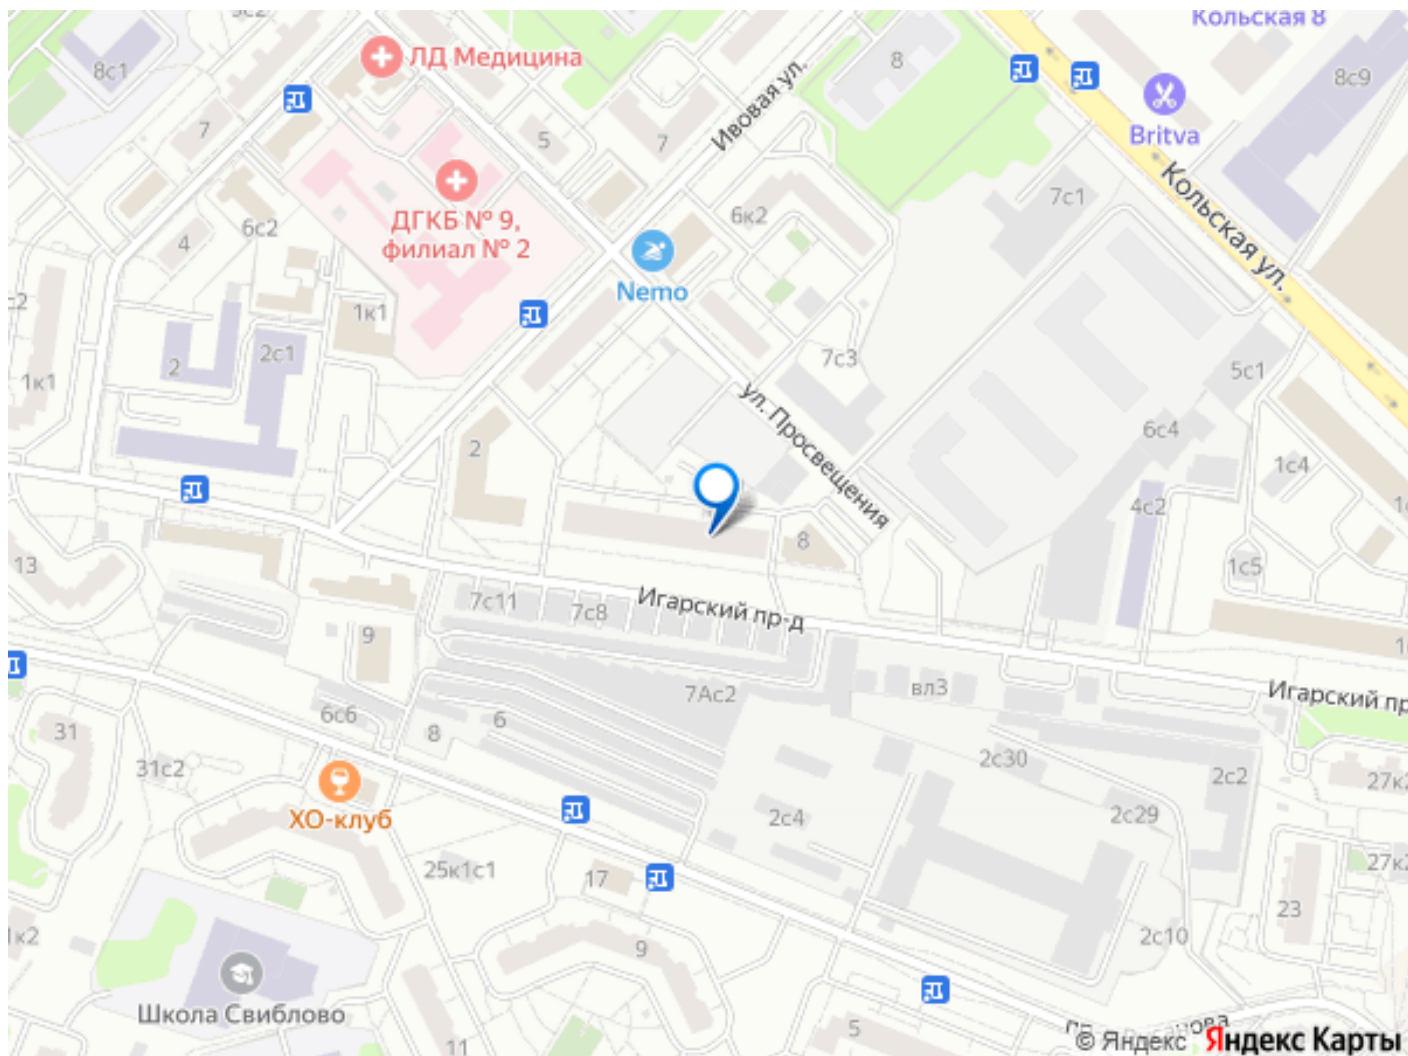 Кольская 8
ЛД Медицина
8с1
8
8с9
7
5
7
Ивовая ул.
Britva
Кольская ул.
7с1
ДГКБ № 9,
филиал № 2
6с2
4
6к2
Nemo
1к1
7с3
2
2с1
1к1
5с1
ул. Просвещения
6с4
2
1с4
4с2
8
1с5
13
7с11
7с8
Игарский пр-д
9
7Ас2
вл3
Игарский пр
6с6
6
8
31
31с2
2с30
2с2
27к2
ХО-клуб
2с4
2с29
25к1с1
17
27к2
23
1к2
9
2с10
Школа Свиблово
5
11
© Яндекс Яндекс Карты